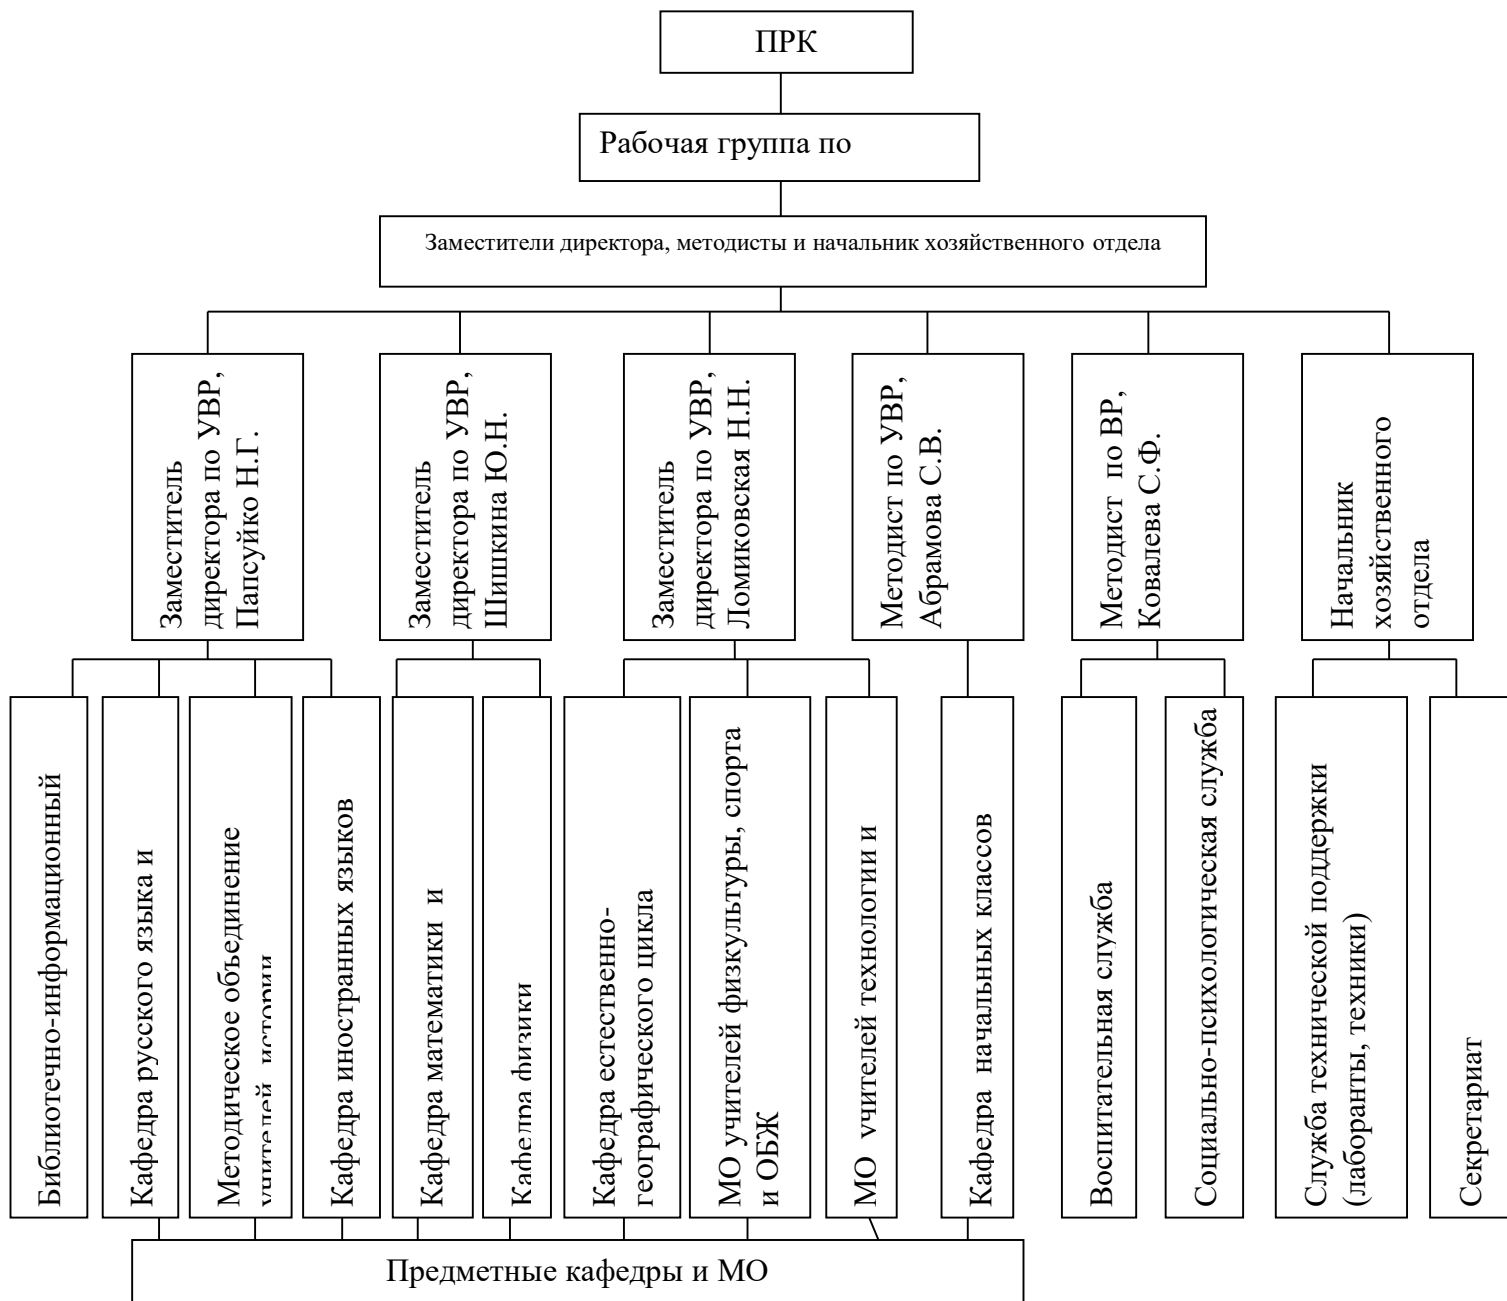 ПРК
Рабочая группа по
Заместители директора, методисты и начальник хозяйственного отдела
Заместитель
директора по УВР,
Папсуйко Н.Г.
Заместитель
директора по УВР,
Шишкина Ю.Н.
Заместитель
директора по УВР,
Ломиковская Н.Н.
Методист по УВР,
Абрамова С.В.
Методист  по ВР,
Ковалева С.Ф.
Начальник
хозяйственного
отдела
Библиотечно-информационный
Кафедра русского языка и
Методическое объединение
учителей  истории
Кафедра иностранных языков
Кафедра математики  и
Кафедра физики
Кафедра естественно-
географического цикла
МО учителей физкультуры, спорта
и ОБЖ
МО  учителей технологии и
Кафедра  начальных классов
Воспитательная служба
Социально-психологическая служба
Служба технической поддержки
(лаборанты, техники)
Секретариат
Предметные кафедры и МО